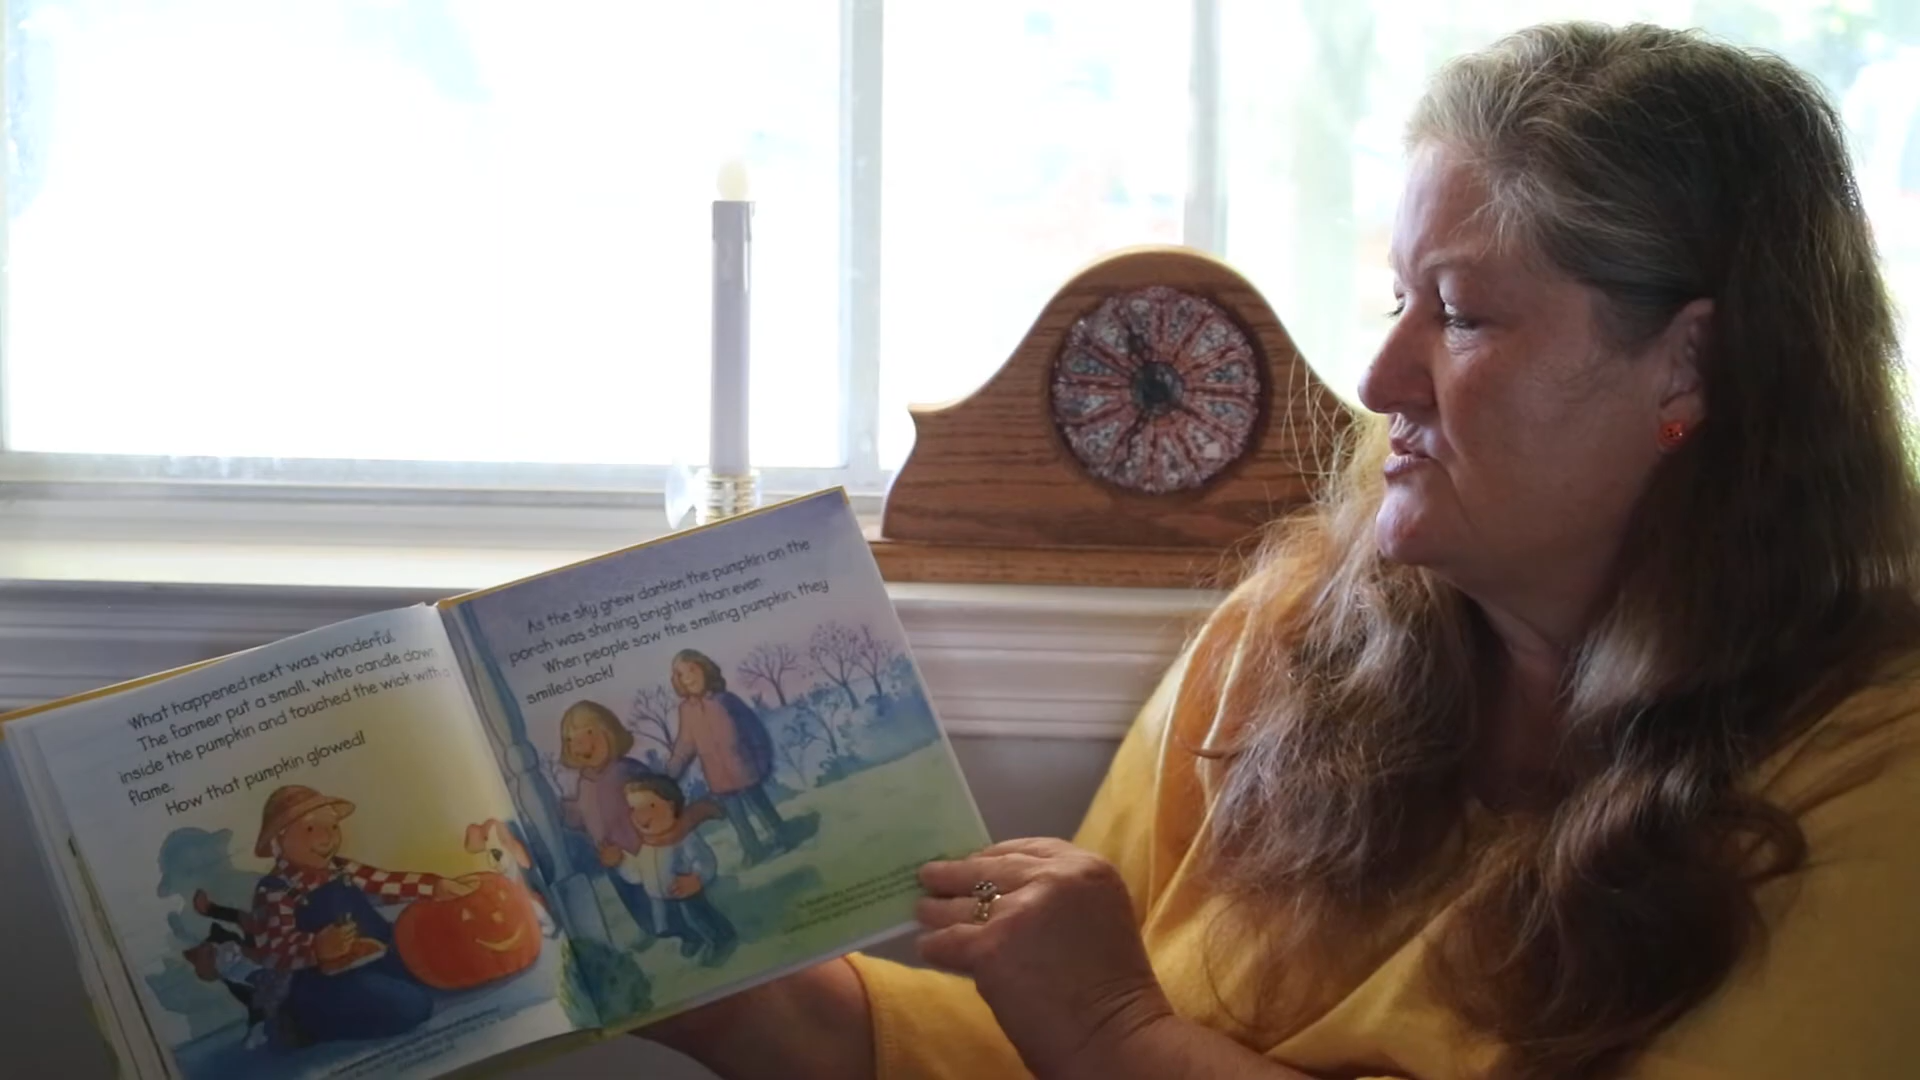 What happened next was wonderful.
The farmer put a small, white candle down
inside the pumpkin and touched the wick with a
flame.
How that pumpkin glowed!
As the sky grew darker, the pumpkin on the
porch was shining brighter than ever.
When people saw the smiling pumpkin, they
smiled back!